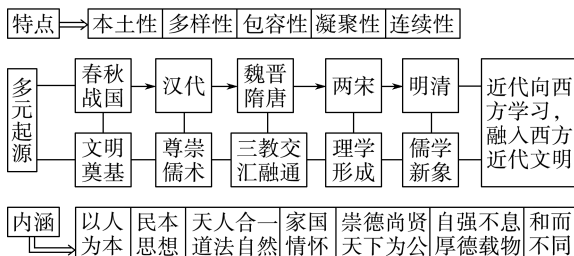 特点 本土性 多样性 包容性 凝聚性 连续性
多元起源
春秋
战国
汉代
魏晋
隋唐
两宋
明清
文明
奠基
尊崇
儒术
三教交
汇融通
理学
形成
儒学
新象
近代向西
方学习，
融入西方
近代文明
内涵
以人
为本
民本
思想
天人合一
道法自然
家国
情怀
崇德尚贤
天下为公
自强不息
厚德载物
和而
不同